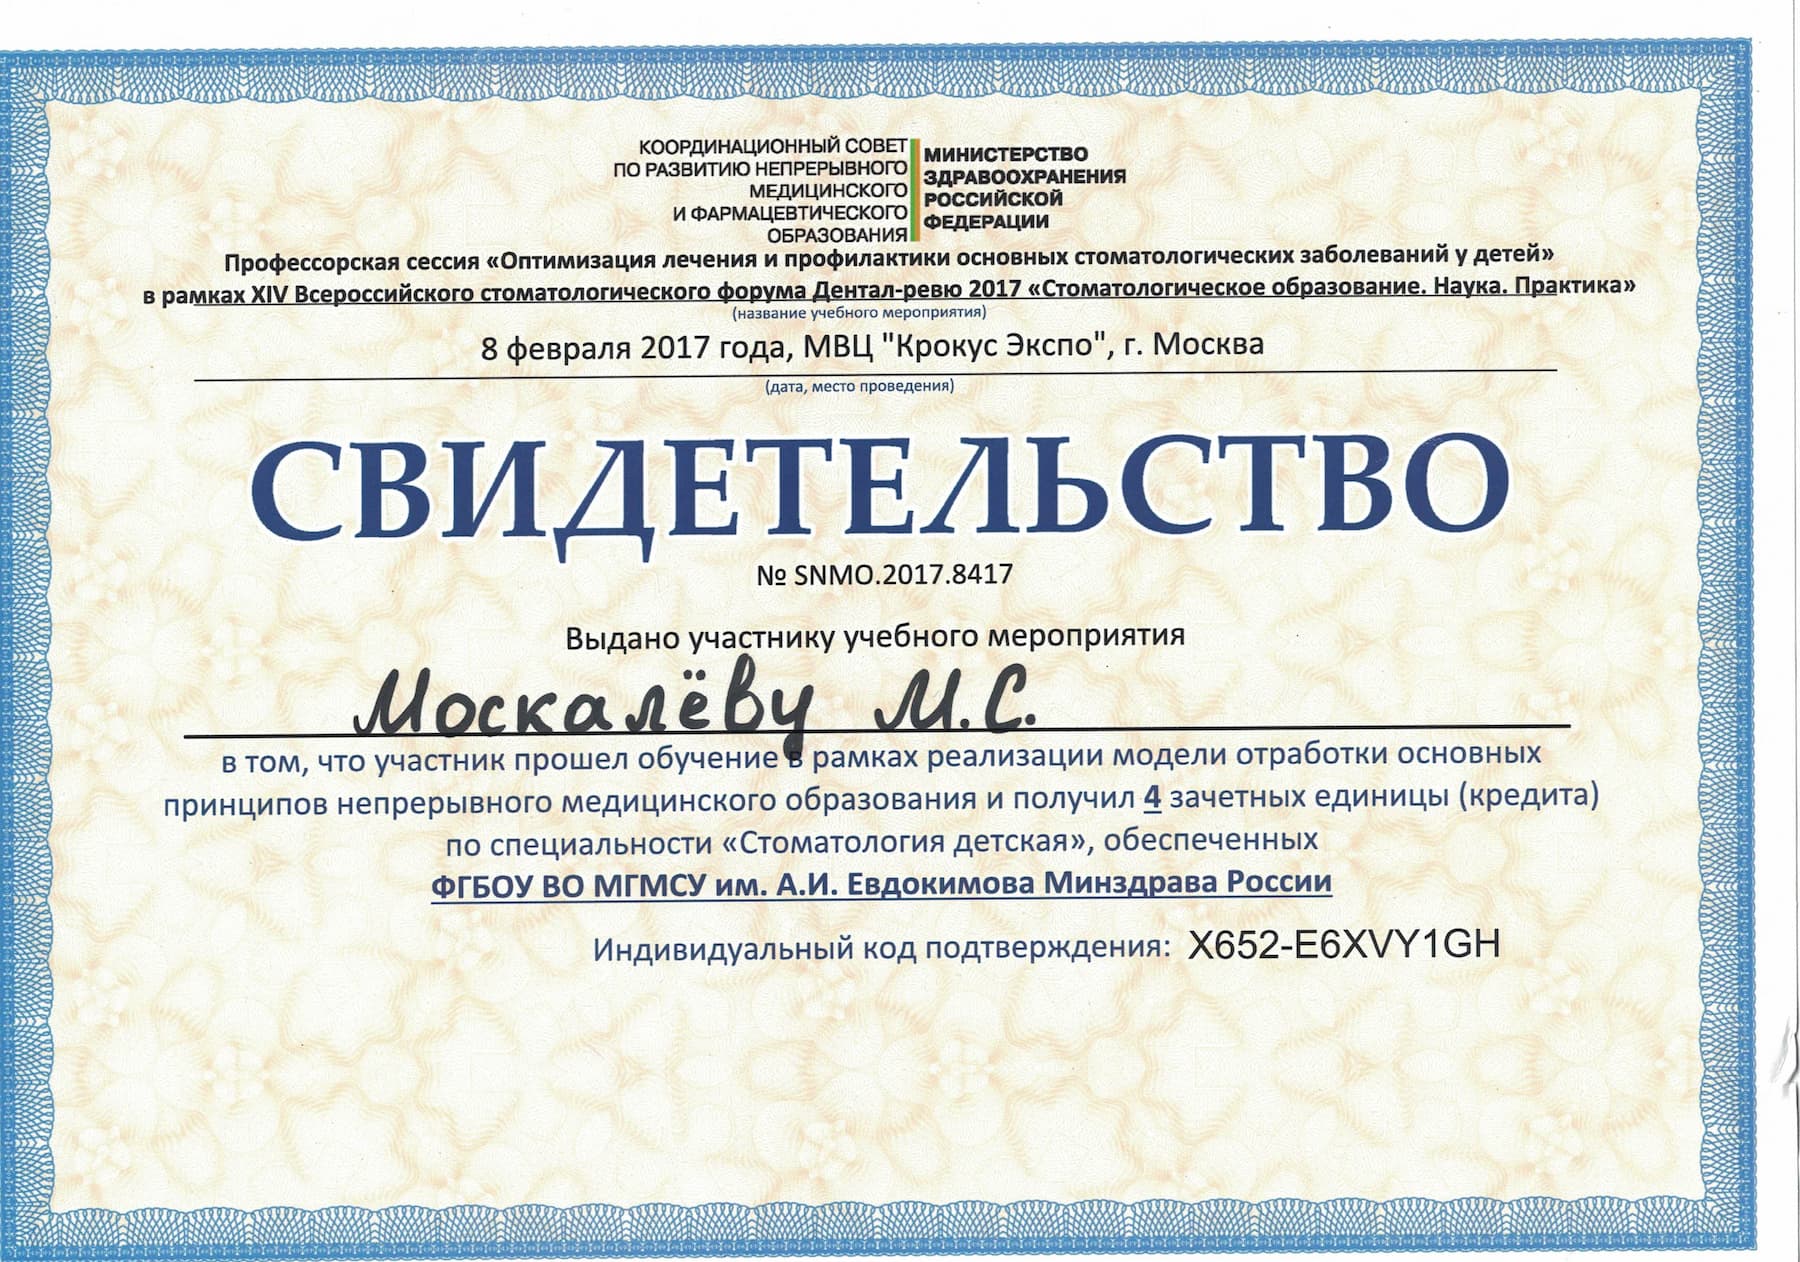 КООРДИНАЦИОННЫЙ СОВЕТ
ПО РАЗВИТИЮ НЕПРЕРЫВНОГО
МЕДИЦИНСКОГО
И ФАРМАЦЕВТИЧЕСКОГО
ОБРАЗОВАНИЯ
МИНИСТЕРСТВО
ЗДРАВООХРАНЕНИЯ
РОССИЙСКОЙ
ФЕДЕРАЦИИ
Профессорская сессия «Оптимизация лечения и профилактики основных стоматологических заболеваний у детей»
в рамках XIV Всероссийского стоматологического форума Дентал-ревю 2017 «Стоматологическое образование. Наука. Практика»
(название учебного мероприятия)
8 февраля 2017 года, МВЦ "Крокус Экспо", г. Москва
(дата, место проведения)
СВИДЕТЕЛЬСТВО
№ SNMO.2017.8417
Выдано участнику учебного мероприятия
Москалёву М.С.
в том, что участник прошел обучение в рамках реализации модели отработки основных
принципов непрерывного медицинского образования и получил 4 зачетных единицы (кредита)
по специальности «Стоматология детская», обеспеченных
ФГБОУ ВО МГМСУ им. А.И. Евдокимова Минздрава России
Индивидуальный код подтверждения: X652-E6XVY1GH